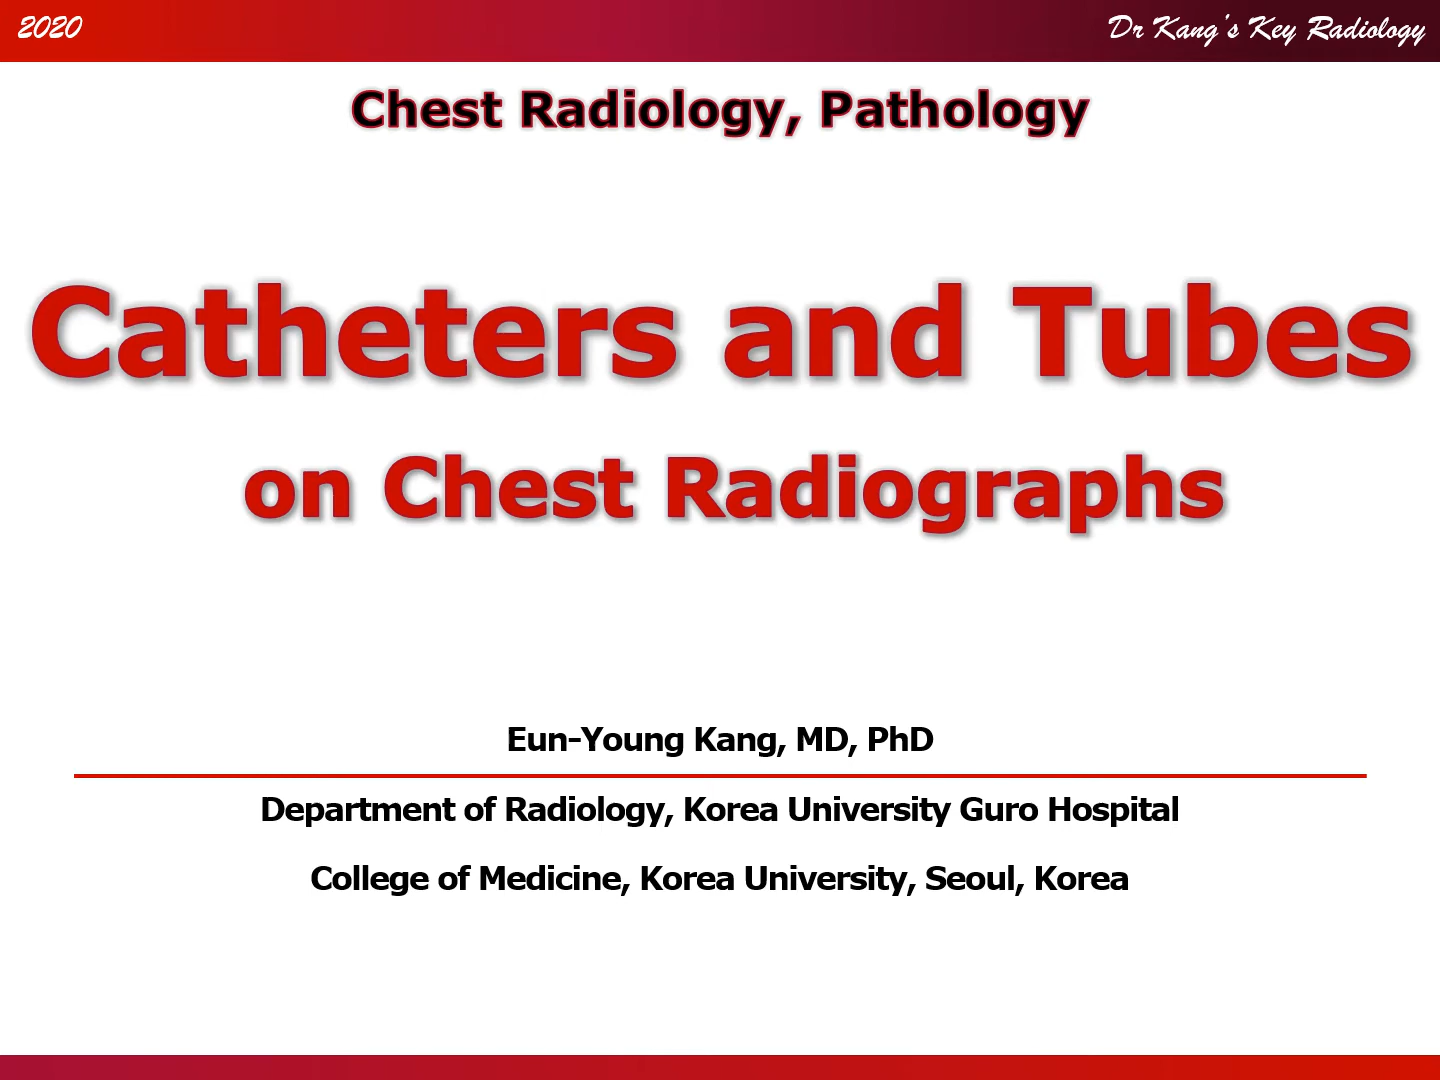 2020
Dr Kang's Key Radiology
Chest Radiology, Pathology
Catheters and Tubes
on Chest Radiographs
Eun-Young Kang, MD, PhD
Department of Radiology, Korea University Guro Hospital
College of Medicine, Korea University, Seoul, Korea